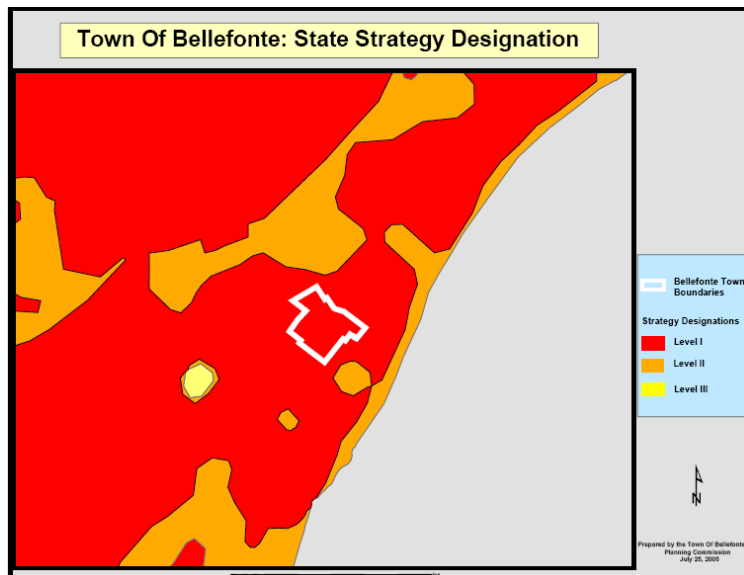 Town Of Bellefonte: State Strategy Designation
Bellefonte Town
Boundaries
Strategy Designations
Level I
Level II
Level III
N
Prepared by the Town Of Bellefonte
Planning Commission
July 25, 2005